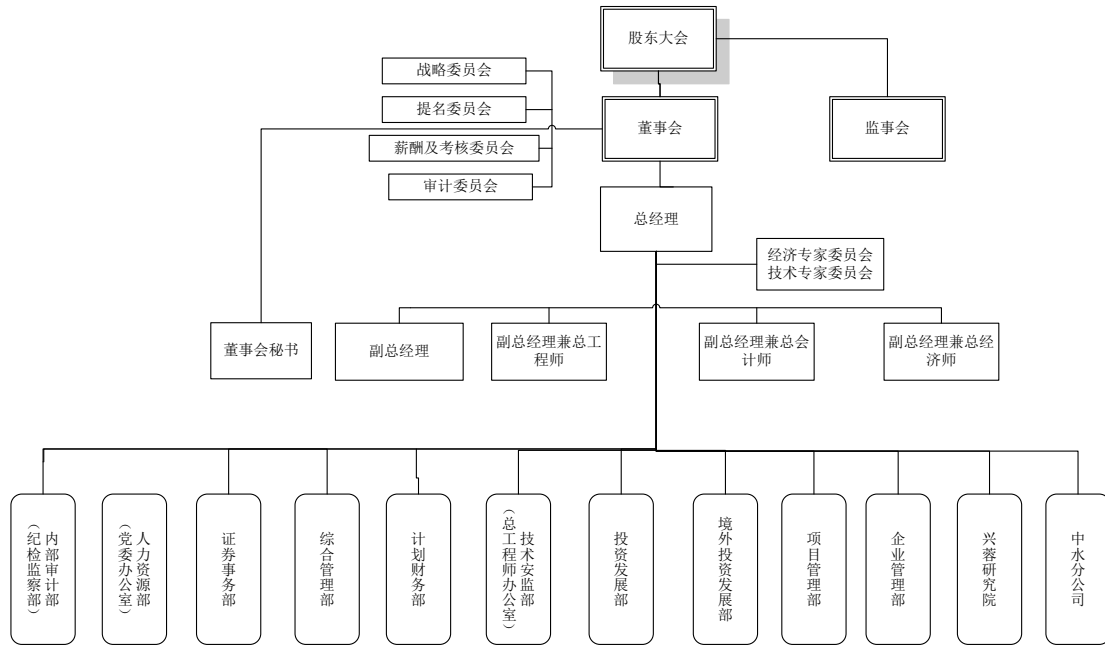 股东大会
战略委员会
提名委员会
董事会
监事会
薪酬及考核委员会
审计委员会
总经理
经济专家委员会
技术专家委员会
董事会秘书
副总经理
副总经理兼总工
程师
副总经理兼总会
计师
副总经理兼总经
济师
内部审计部
（纪检监察部）
人力资源部
（党委办公室）
证券事务部
综合管理部
计划财务部
技术安监部
（总工程师办公室）
投资发展部
境外投资发展部
项目管理部
企业管理部
兴蓉研究院
中水分公司